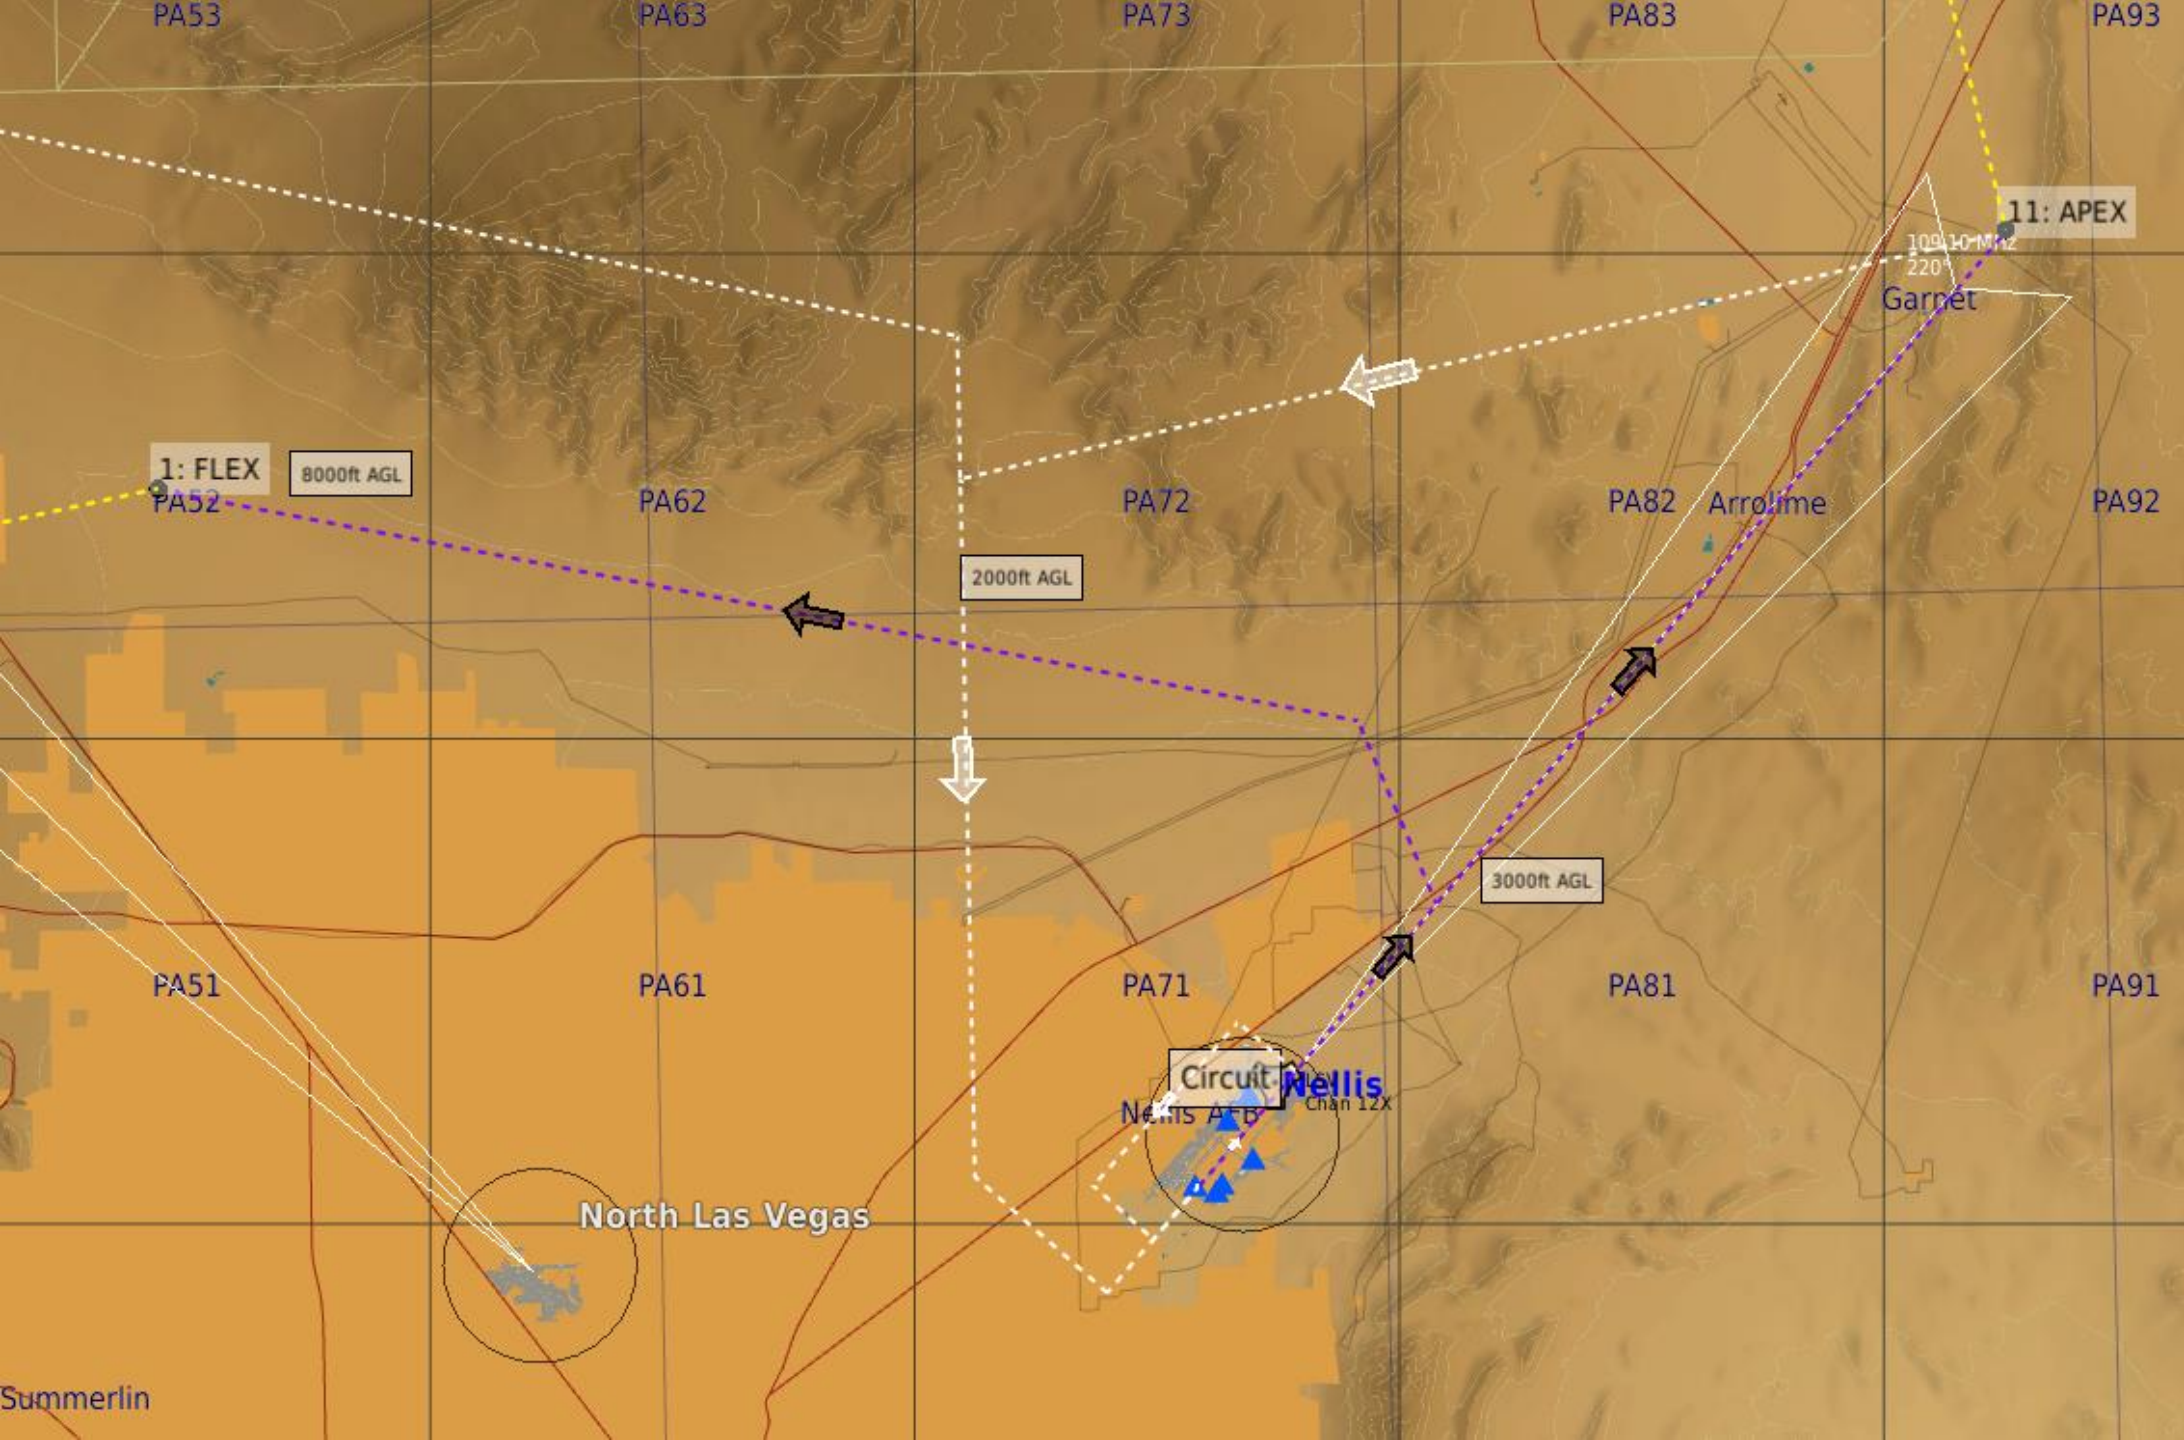 PA53
PA63
PA73
PA83
PA93
11: APEX
109.10 MHz
220°
Garnet
1: FLEX
8000ft AGL
PA52
PA62
PA72
PA82
Arrolime
PA92
2000ft AGL
3000ft AGL
PA51
PA61
PA71
PA81
PA91
Circuit
Nellis
Chan 12X
Nellis AFB
North Las Vegas
Summerlin